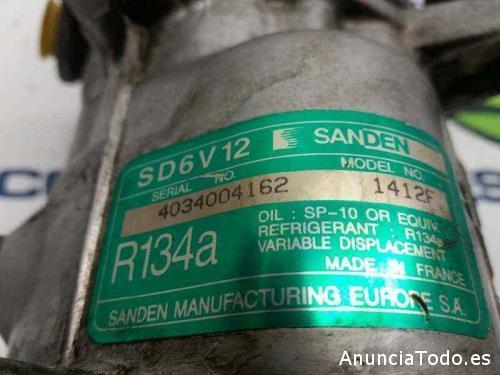 SD6V12 SANDEN
SERIAL NO. MODEL NO.
4034004162 1412F
R134a
OIL : SP-10 OR EQUIV.
REFRIGERANT : R134a
VARIABLE DISPLACEMENT
MADE IN FRANCE
SANDEN MANUFACTURING EUROPE S.A.
AnunciaTodo.es